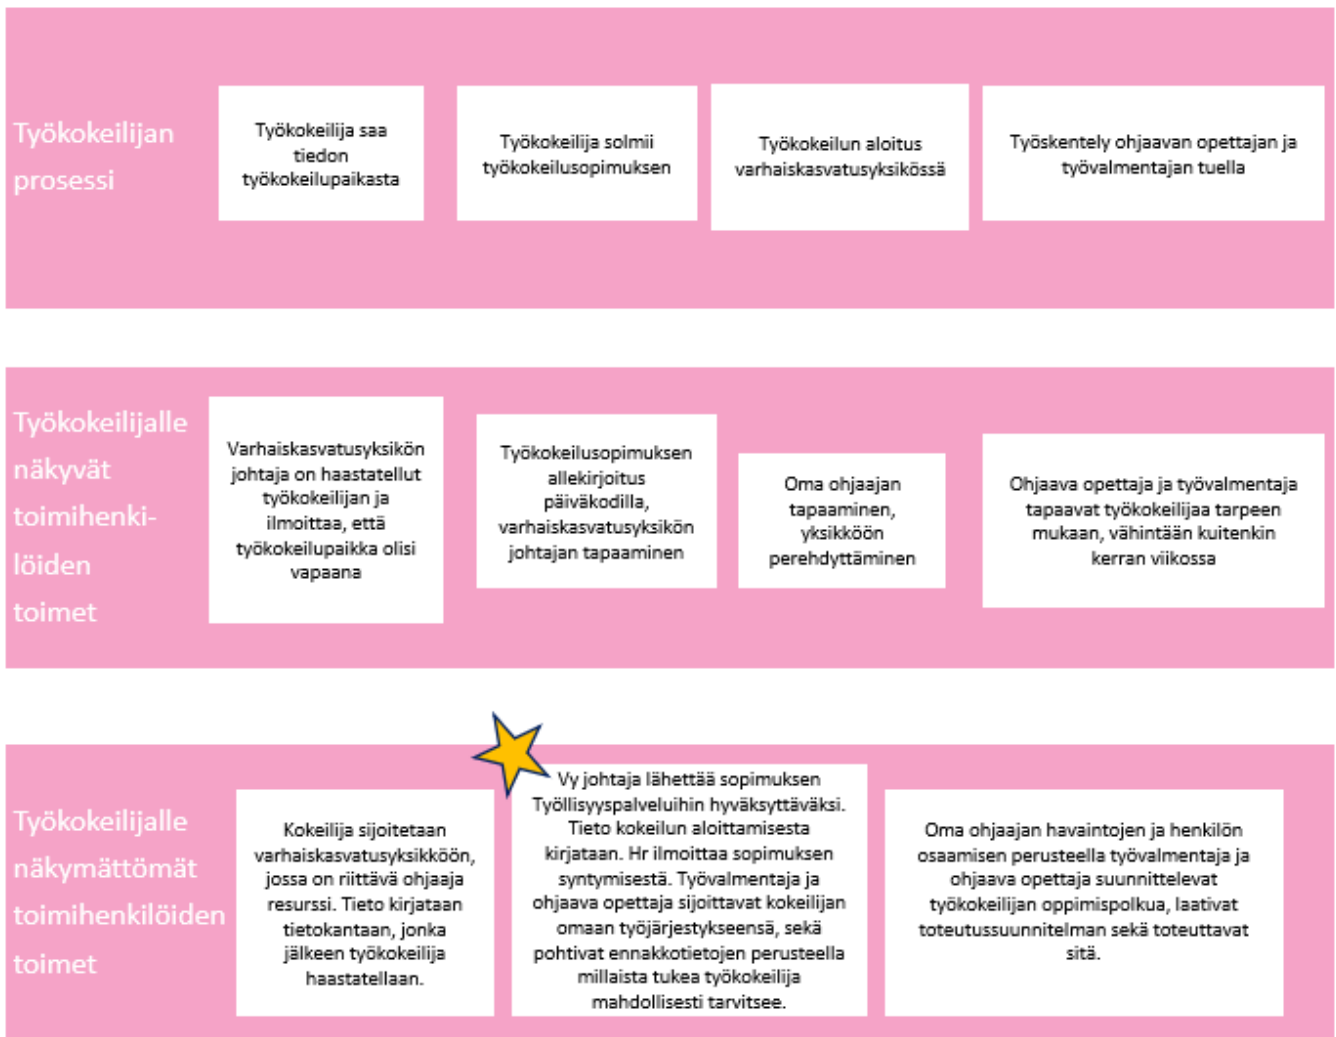 Työkokeilijan
prosessi
Työkokeilija saa
tiedon
työkokeilupaikasta
Työkokeilija solmii
työkokeilusopimuksen
Työkokeilun aloitus
varhaiskasvatusyksikössä
Työskentely ohjaavan opettajan ja
työvalmentajan tuella
Työkokeilijalle
näkyvät
toimihenki-
löiden
toimet
Varhaiskasvatusyksikön
johtaja on haastatellut
työkokeilijan ja
ilmoittaa, että
työkokeilupaikka olisi
vapaana
Työkokeilusopimuksen
allekirjoitus
päiväkodilla,
varhaiskasvatusyksikön
johtajan tapaaminen
Oma ohjaajan
tapaaminen,
yksikköön
perehdyttäminen
Ohjaava opettaja ja työvalmentaja
tapaavat työkokeilijaa tarpeen
mukaan, vähintään kuitenkin
kerran viikossa
Työkokeilijalle
näkymättömät
toimihenkilöiden
toimet
Kokeilija sijoitetaan
varhaiskasvatusyksikköön,
jossa on riittävä ohjaaja
resurssi. Tieto kirjataan
tietokantaan, jonka
jälkeen työkokeilija
haastatellaan.
Vy johtaja lähettää sopimuksen
Työllisyyspalveluihin hyväksyttäväksi.
Tieto kokeilun aloittamisesta
kirjataan. Hr ilmoittaa sopimuksen
syntymisestä. Työvalmentaja ja
ohjaava opettaja sijoittavat kokeilijan
omaan työjärjestykseensä, sekä
pohtivat ennakkotietojen perusteella
millaista tukea työkokeilija
mahdollisesti tarvitsee.
Oma ohjaajan havaintojen ja henkilön
osaamisen perusteella työvalmentaja ja
ohjaava opettaja suunnittelevat
työkokeilijan oppimispolkua, laativat
toteutussuunnitelman sekä toteuttavat
sitä.